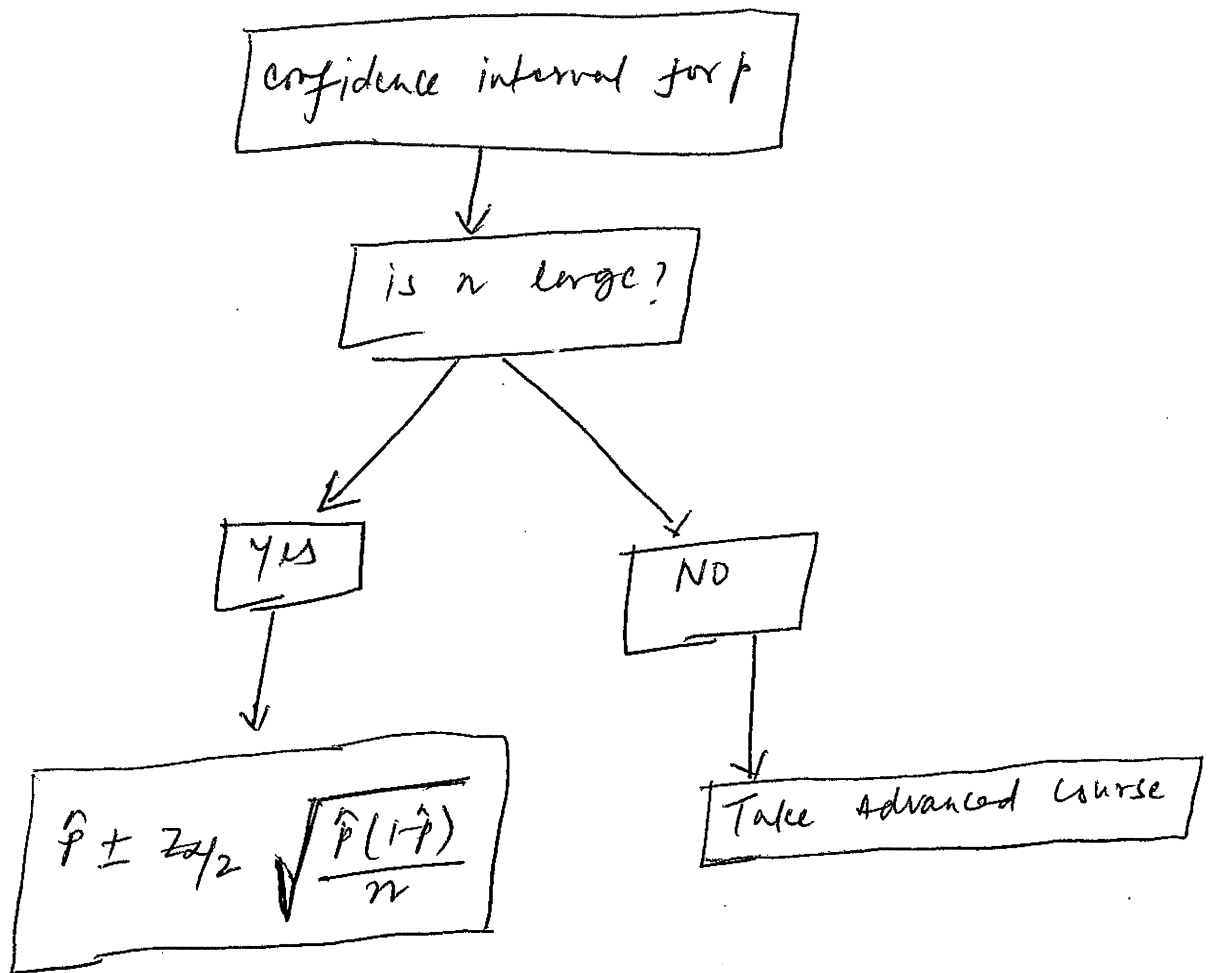 confidence interval for p
is n large?
Yes
NO
p̂ ± Zα/2 √(p̂(1-p̂)/n)
Take Advanced Course